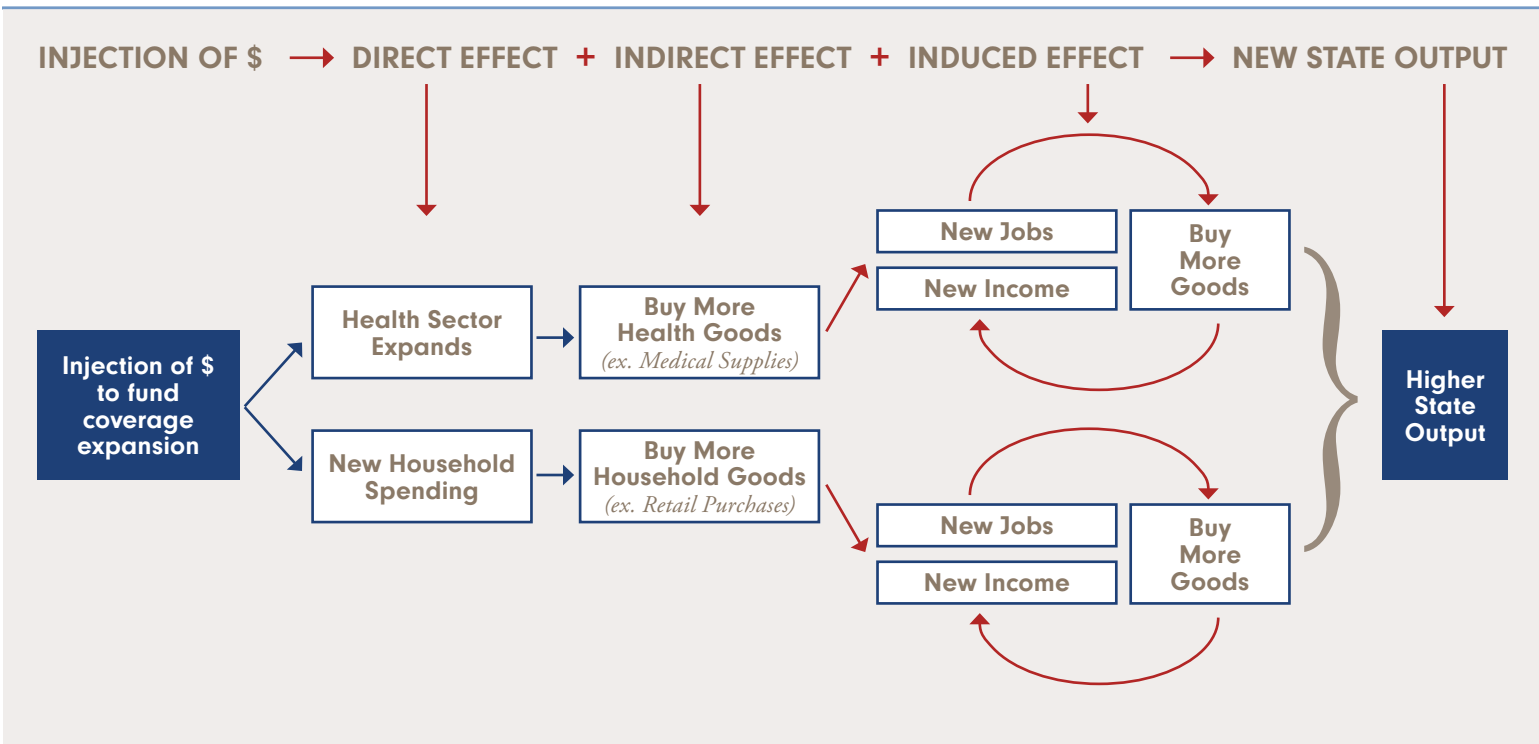 INJECTION OF $ → DIRECT EFFECT + INDIRECT EFFECT + INDUCED EFFECT → NEW STATE OUTPUT
Injection of $
to fund
coverage
expansion
Health Sector
Expands
New Household
Spending
Buy More
Health Goods
(ex. Medical Supplies)
Buy More
Household Goods
(ex. Retail Purchases)
New Jobs
New Income
Buy
More
Goods
New Jobs
New Income
Buy
More
Goods
Higher
State
Output